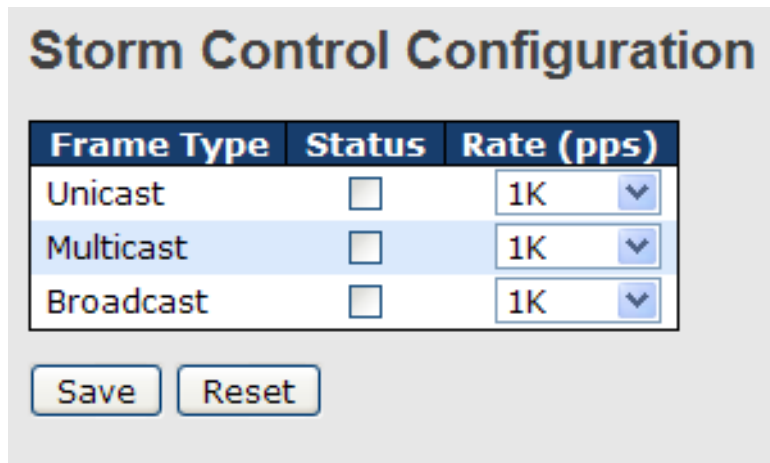 Storm Control Configuration
Frame Type Status Rate (pps)
Unicast 1K
Multicast 1K
Broadcast 1K
Save Reset